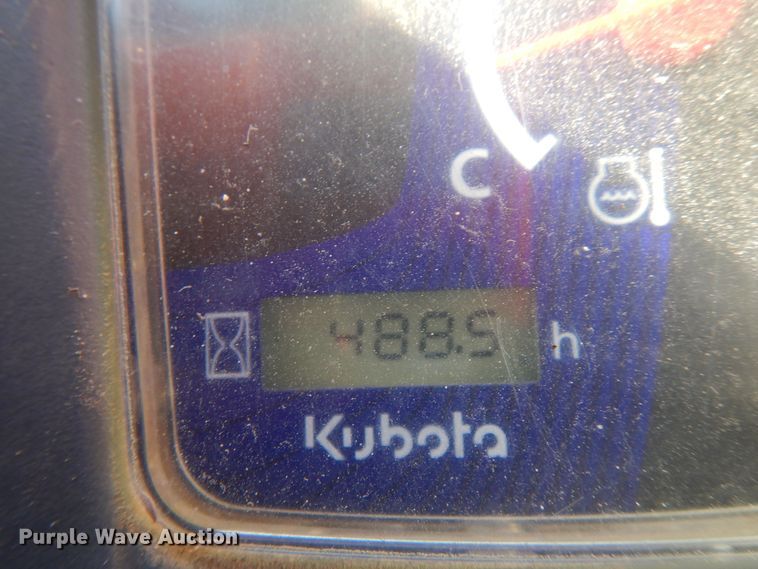 C
488.5 h
Kubota
Purple Wave Auction